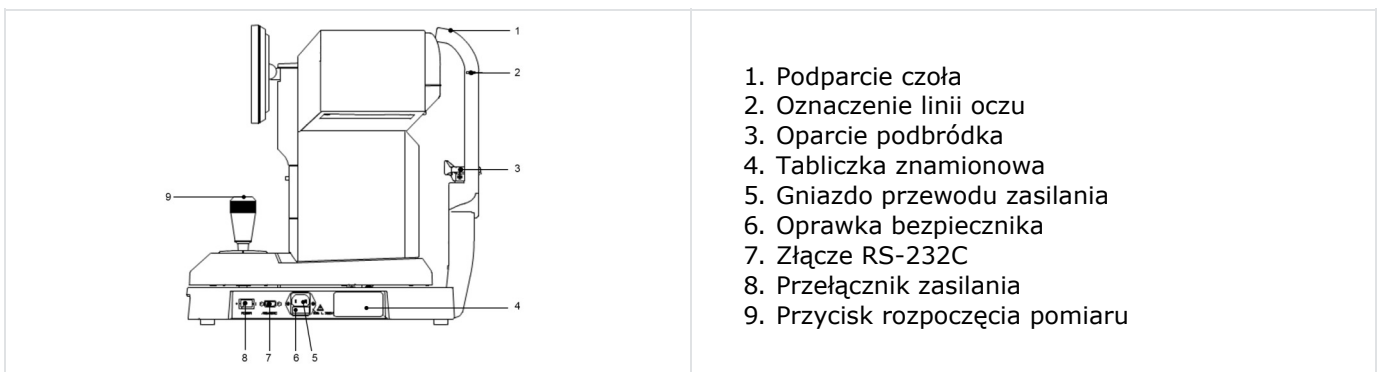 1
2
3
4
5
6
7
8
9
1. Podparcie czoła
2. Oznaczenie linii oczu
3. Oparcie podbródka
4. Tabliczka znamionowa
5. Gniazdo przewodu zasilania
6. Oprawka bezpiecznika
7. Złącze RS-232C
8. Przełącznik zasilania
9. Przycisk rozpoczęcia pomiaru